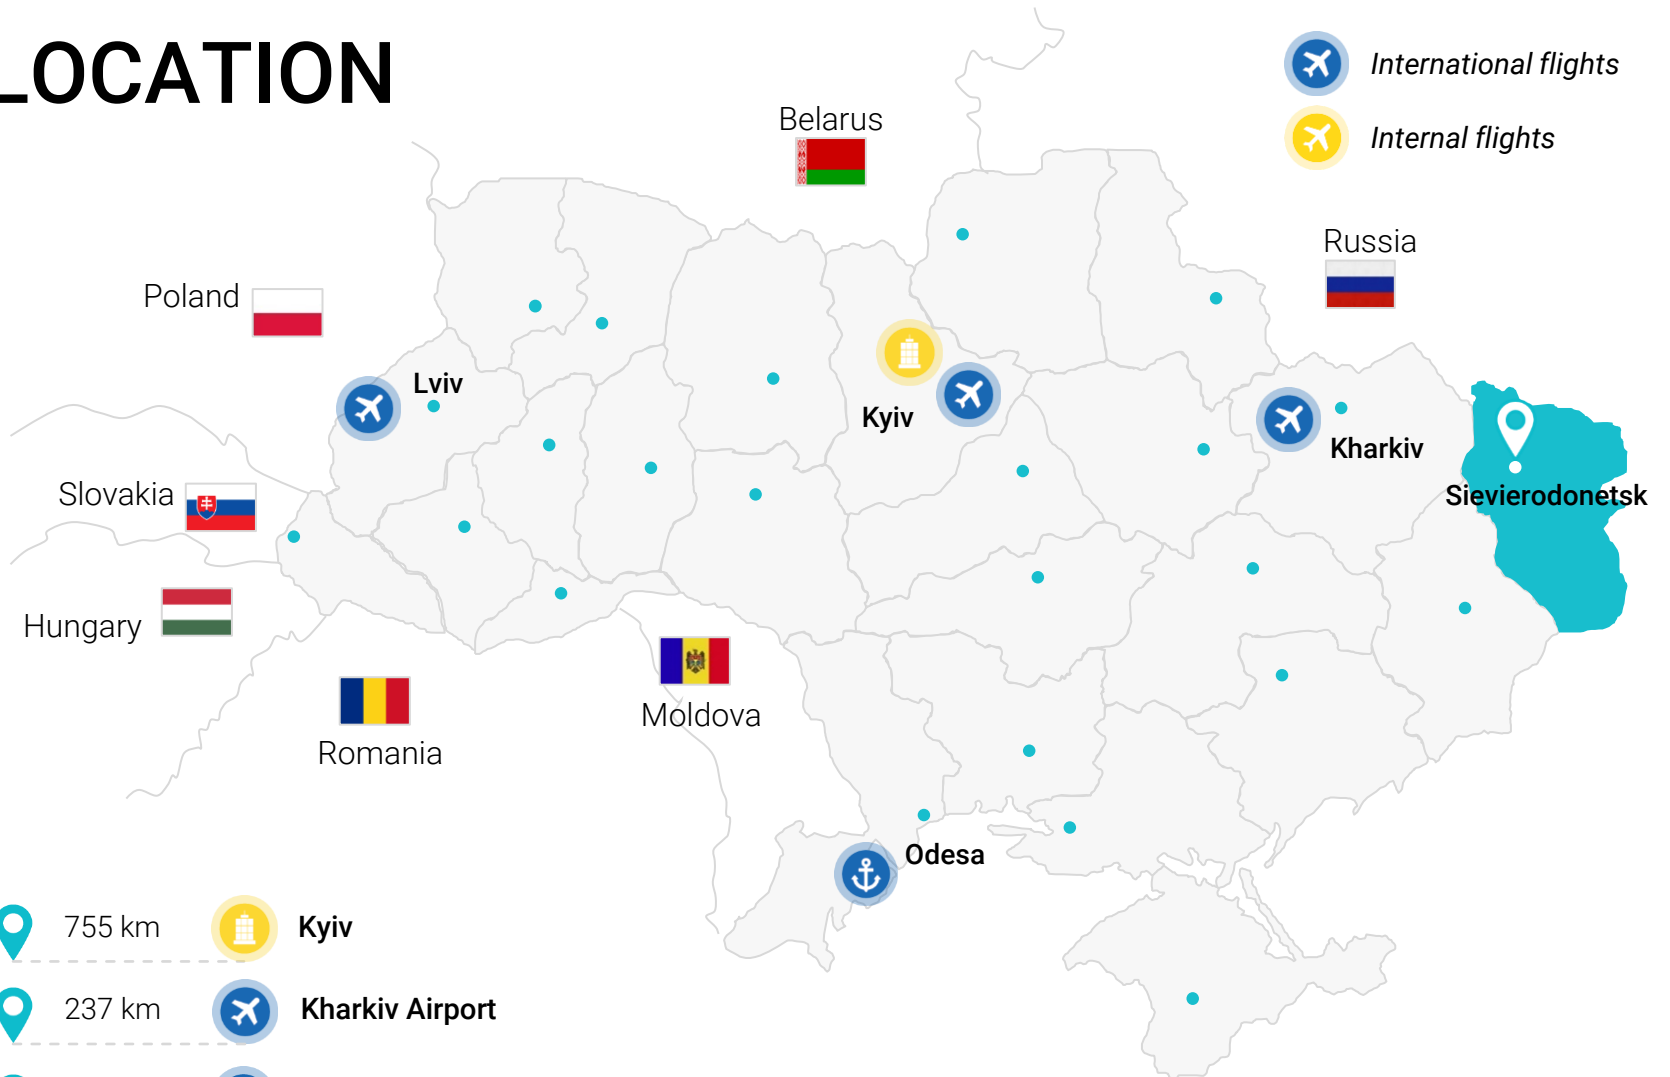 LOCATION
International flights
Internal flights
Belarus
Russia
Poland
Lviv
Kyiv
Kharkiv
Slovakia
Sievierodonetsk
Hungary
Moldova
Romania
Odesa
755 km Kyiv
237 km Kharkiv Airport